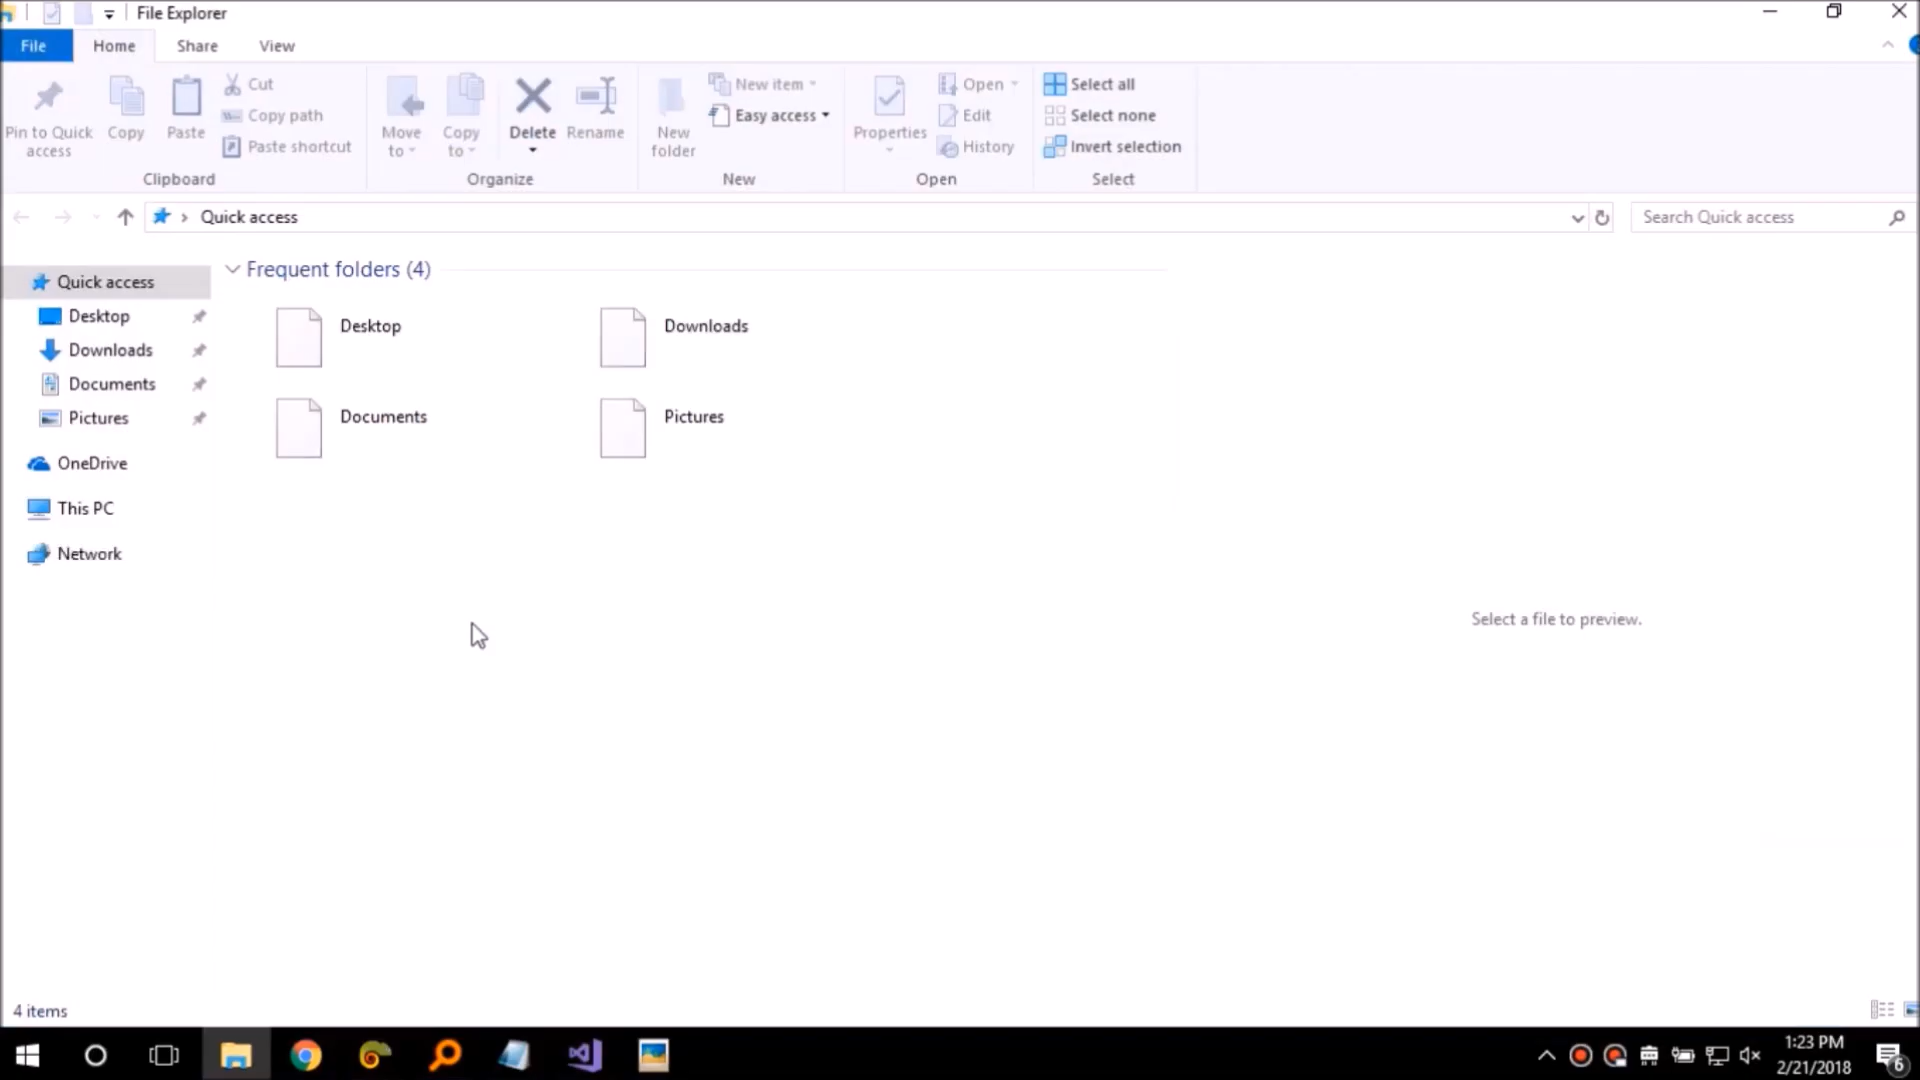 File Explorer
File Home Share View
Pin to Quick access
Copy
Paste
Cut
Copy path
Paste shortcut
Clipboard
Move to
Copy to
Delete
Rename
Organize
New folder
New item
Easy access
New
Properties
Open
Edit
History
Open
Select all
Select none
Invert selection
Select
Quick access
Search Quick access
Quick access
Desktop
Downloads
Documents
Pictures
OneDrive
This PC
Network
Frequent folders (4)
Desktop
Downloads
Documents
Pictures
Select a file to preview.
4 items
1:23 PM
2/21/2018
6